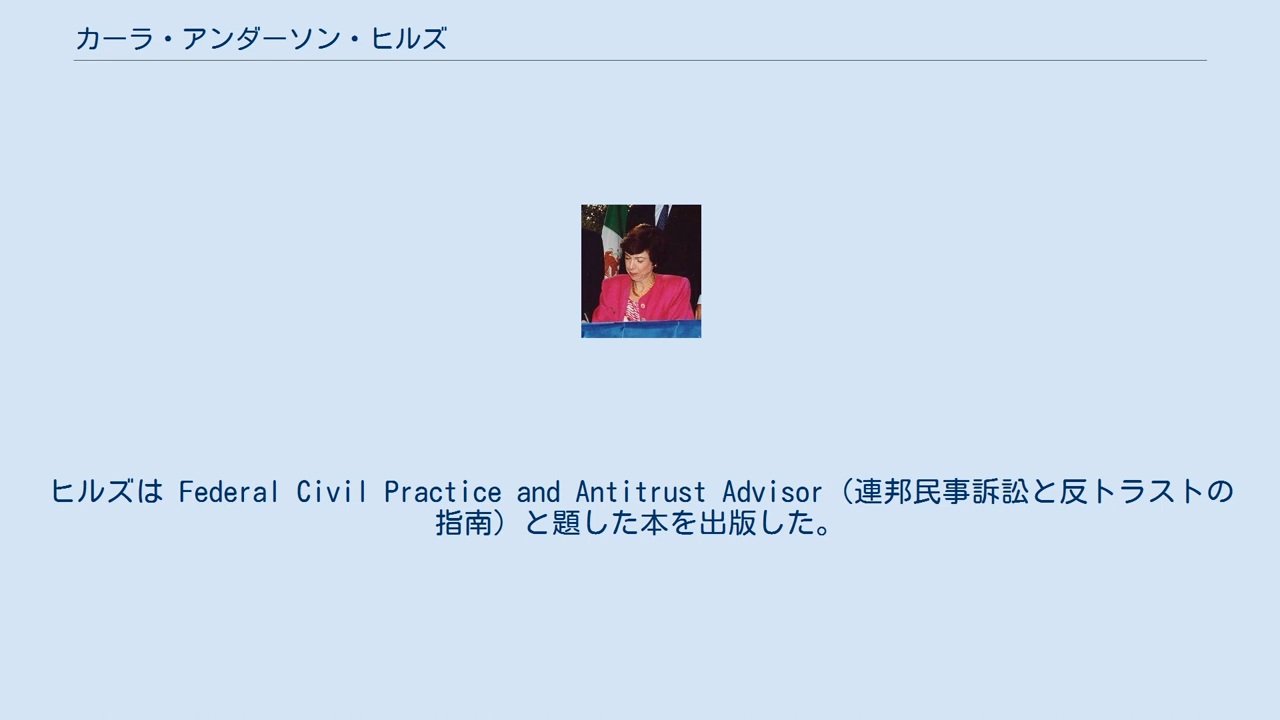 カーラ・アンダーソン・ヒルズ
ヒルズは Federal Civil Practice and Antitrust Advisor（連邦民事訴訟と反トラストの
指南）と題した本を出版した。